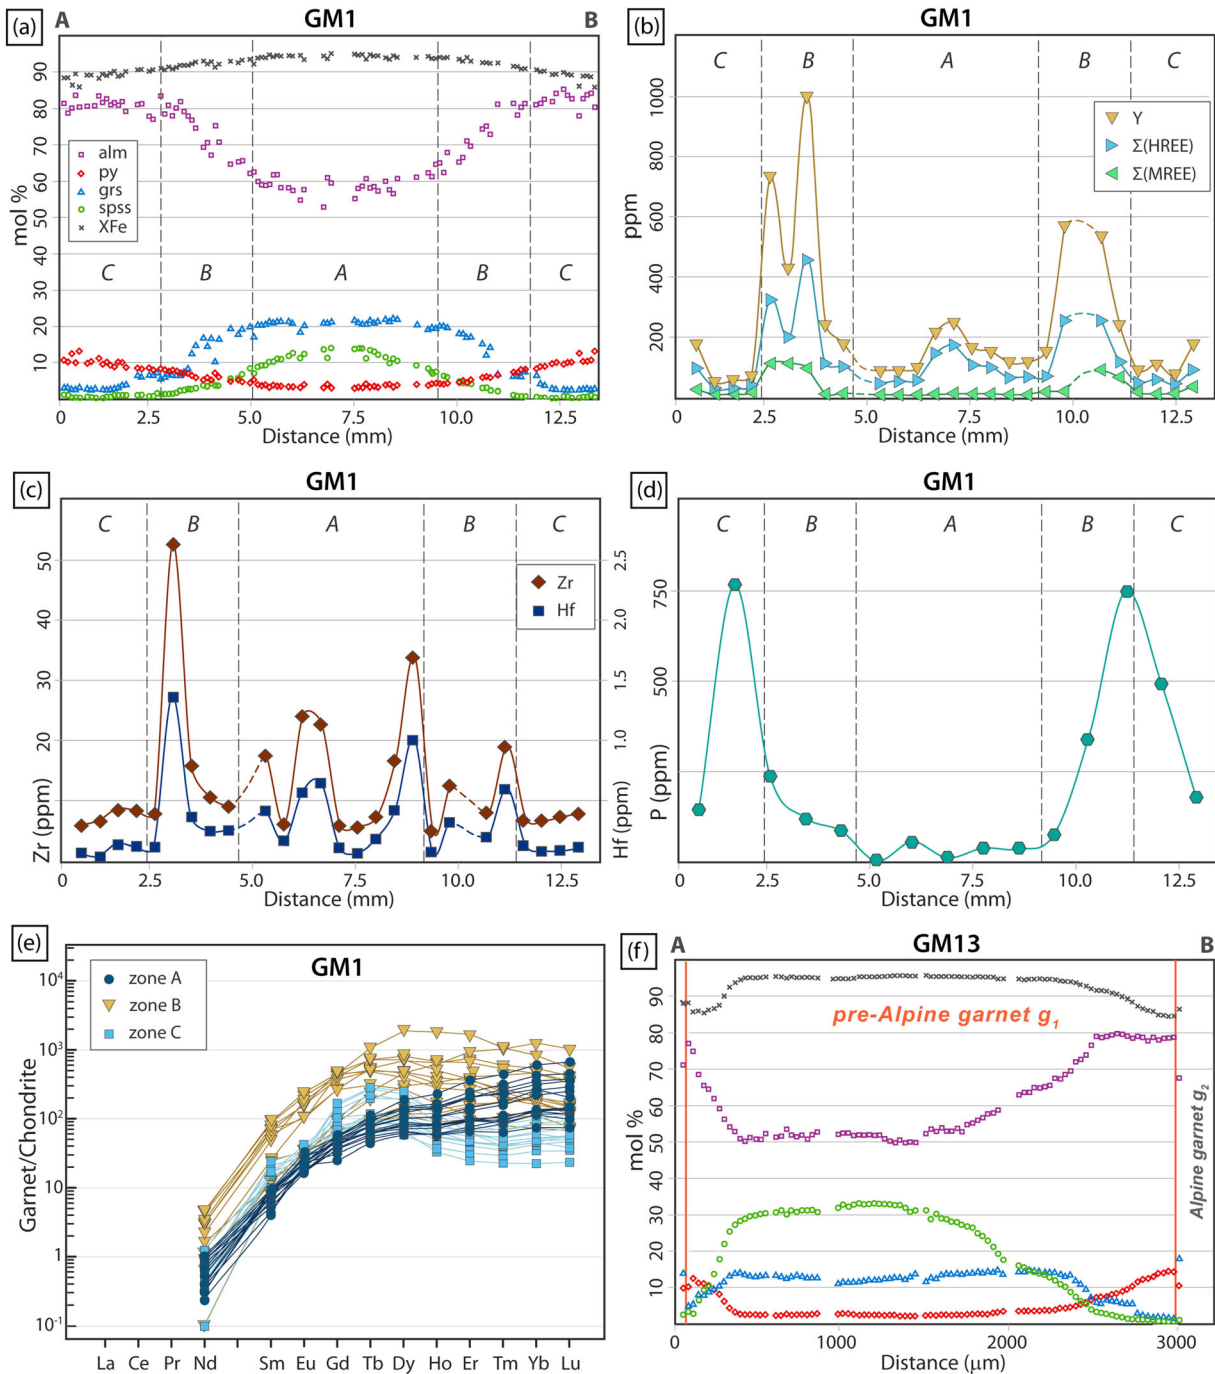 (a)
A
GM1
B
mol %
90
80
70
60
50
40
30
20
10
alm
py
grs
spss
XFe
C
B
A
B
C
0
2.5
5.0
7.5
10.0
12.5
Distance (mm)
(b)
GM1
C
B
A
B
C
ppm
1000
800
600
400
200
Y
Σ(HREE)
Σ(MREE)
0
2.5
5.0
7.5
10.0
12.5
Distance (mm)
(c)
GM1
C
B
A
B
C
Zr (ppm)
50
40
30
20
Zr
Hf
2.5
2.0
1.5
1.0
Hf (ppm)
0
2.5
5.0
7.5
10.0
12.5
Distance (mm)
(d)
GM1
C
B
A
B
C
P (ppm)
750
500
0
2.5
5.0
7.5
10.0
12.5
Distance (mm)
(e)
GM1
Garnet/Chondrite
zone A
zone B
zone C
10⁴
10³
10²
10
1
10⁻¹
La Ce Pr Nd Sm Eu Gd Tb Dy Ho Er Tm Yb Lu
(f)
A
GM13
B
mol %
90
80
70
60
50
40
30
20
10
pre-Alpine garnet g₁
Alpine garnet g₂
0
1000
2000
3000
Distance (μm)